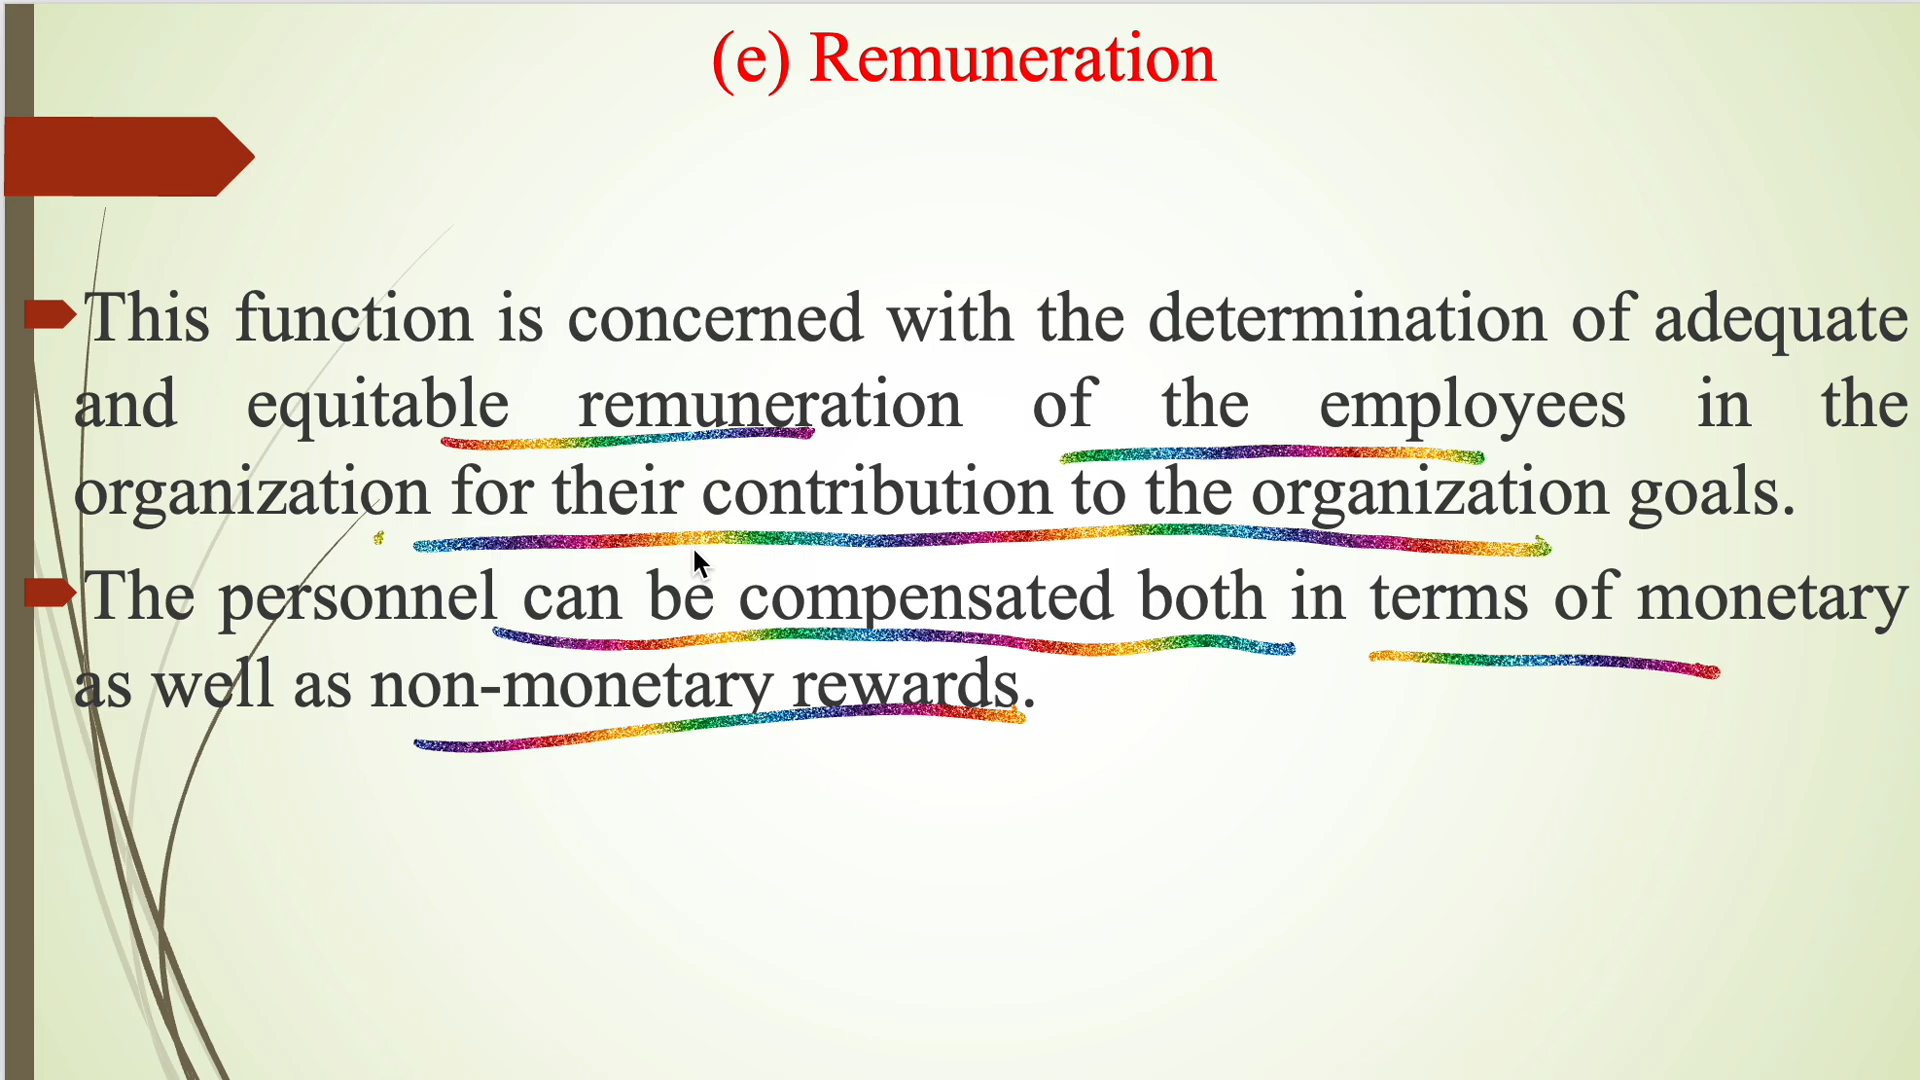 (e) Remuneration
This function is concerned with the determination of adequate
and equitable remuneration of the employees in the
organization for their contribution to the organization goals.
The personnel can be compensated both in terms of monetary
as well as non-monetary rewards.